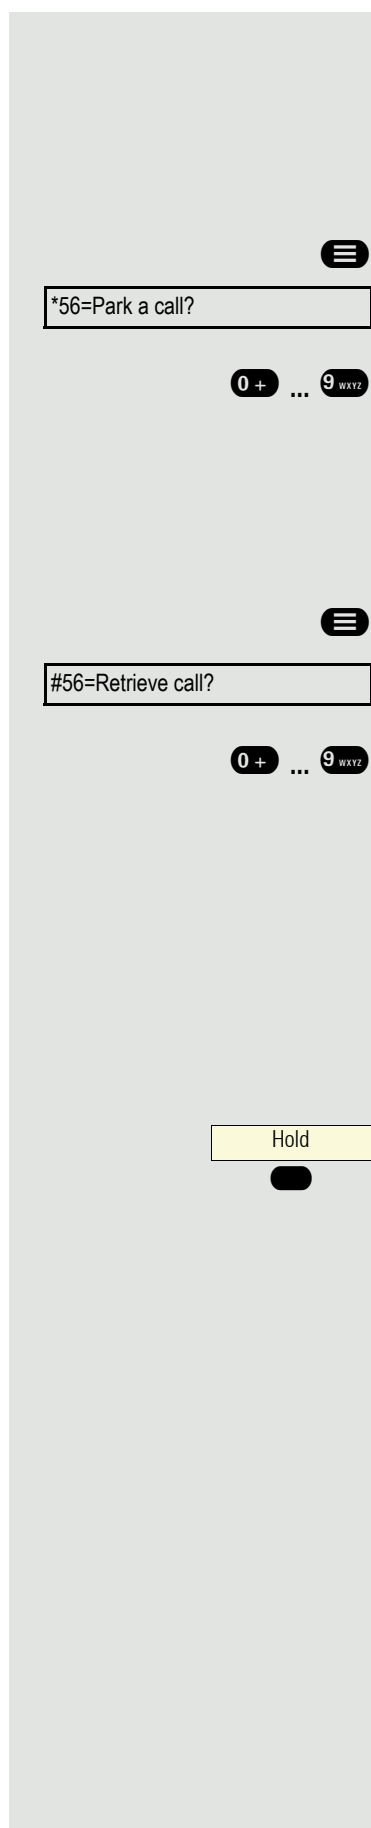 *56=Park a call?
0 + ... 9 WXYZ
#56=Retrieve call?
0 + ... 9 WXYZ
Hold